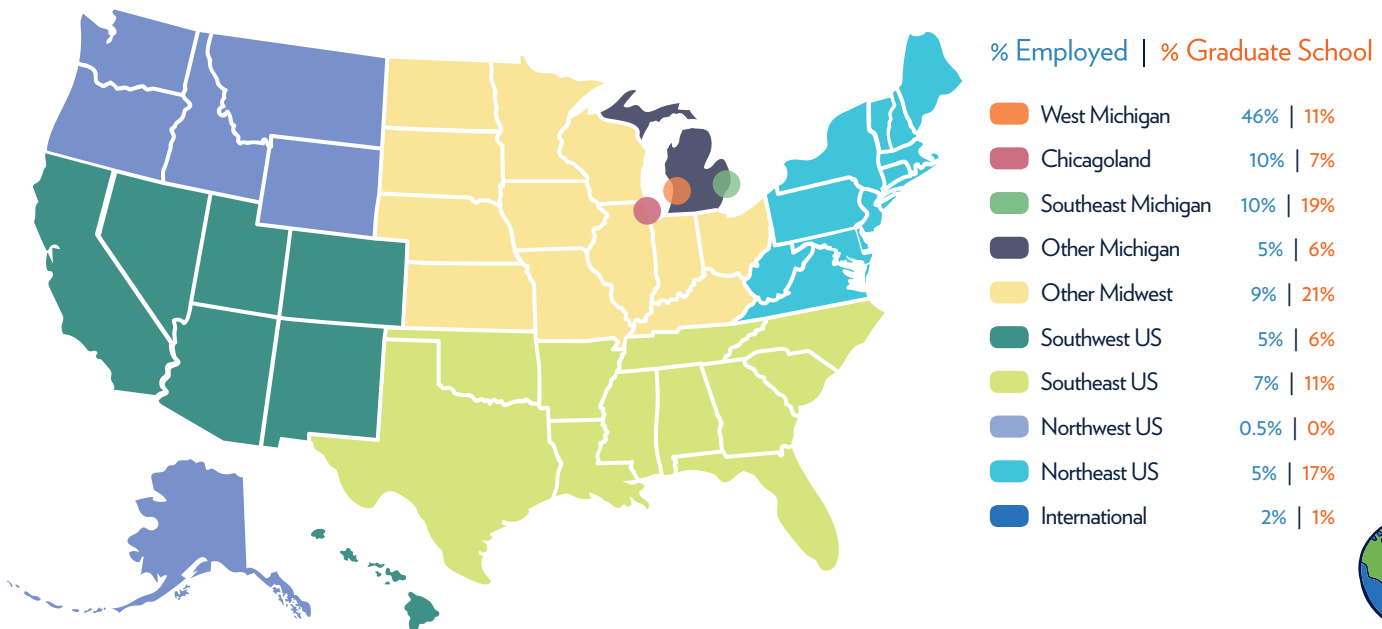 % Employed | % Graduate School
West Michigan 46% | 11%
Chicagoland 10% | 7%
Southeast Michigan 10% | 19%
Other Michigan 5% | 6%
Other Midwest 9% | 21%
Southwest US 5% | 6%
Southeast US 7% | 11%
Northwest US 0.5% | 0%
Northeast US 5% | 17%
International 2% | 1%